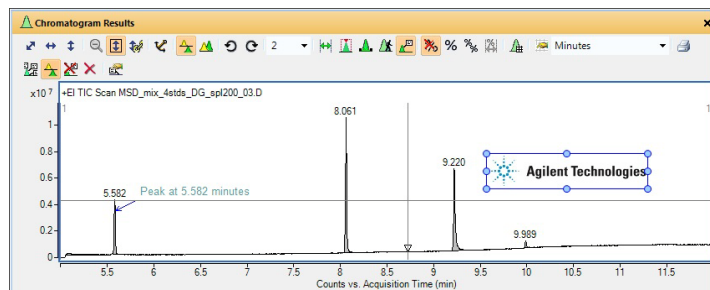 Chromatogram Results
2
Minutes
x10 7
+EI TIC Scan MSD_mix_4stds_DG_spl200_03.D
1
1
1-
0.8-
0.6-
0.4-
0.2-
0-
5.582
Peak at 5.582 minutes
8.061
9.220
Agilent Technologies
9.989
5.5 6 6.5 7 7.5 8 8.5 9 9.5 10 10.5 11 11.5
Counts vs. Acquisition Time (min)